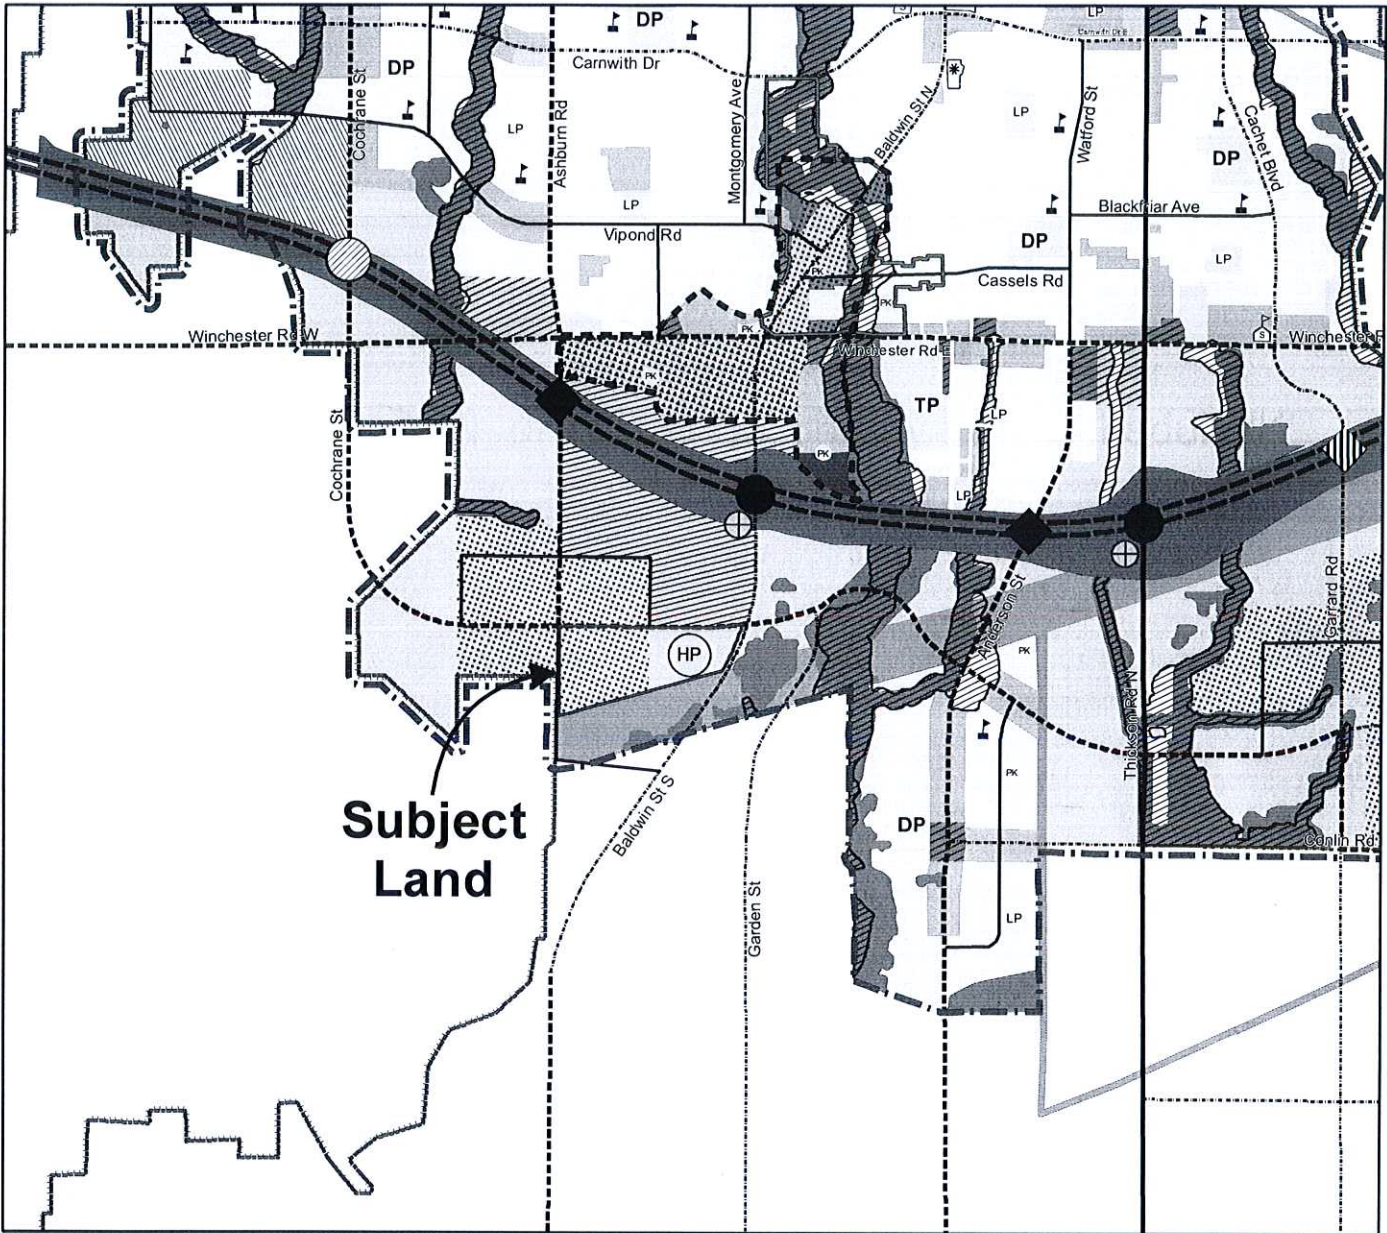 DP
LP
Carnwith Dr E
DP
Carnwith Dr
Cochrane St
Ashburn Rd
Montgomery Ave
Baldwin St N
LP
Watford St
Cachet Blvd
LP
DP
LP
Blackfriar Ave
Vipond Rd
DP
LP
PK
Cassels Rd
PK
PK
Winchester Rd W
Winchester Rd E
S
Winchester R
PK
TP
LP
Cochrane St
PK
LP
HP
Anderson St
PK
Garrard Rd
Thickson Rd N
PK
Subject
Land
Baldwin St S
DP
Conlin Rd
Garden St
LP